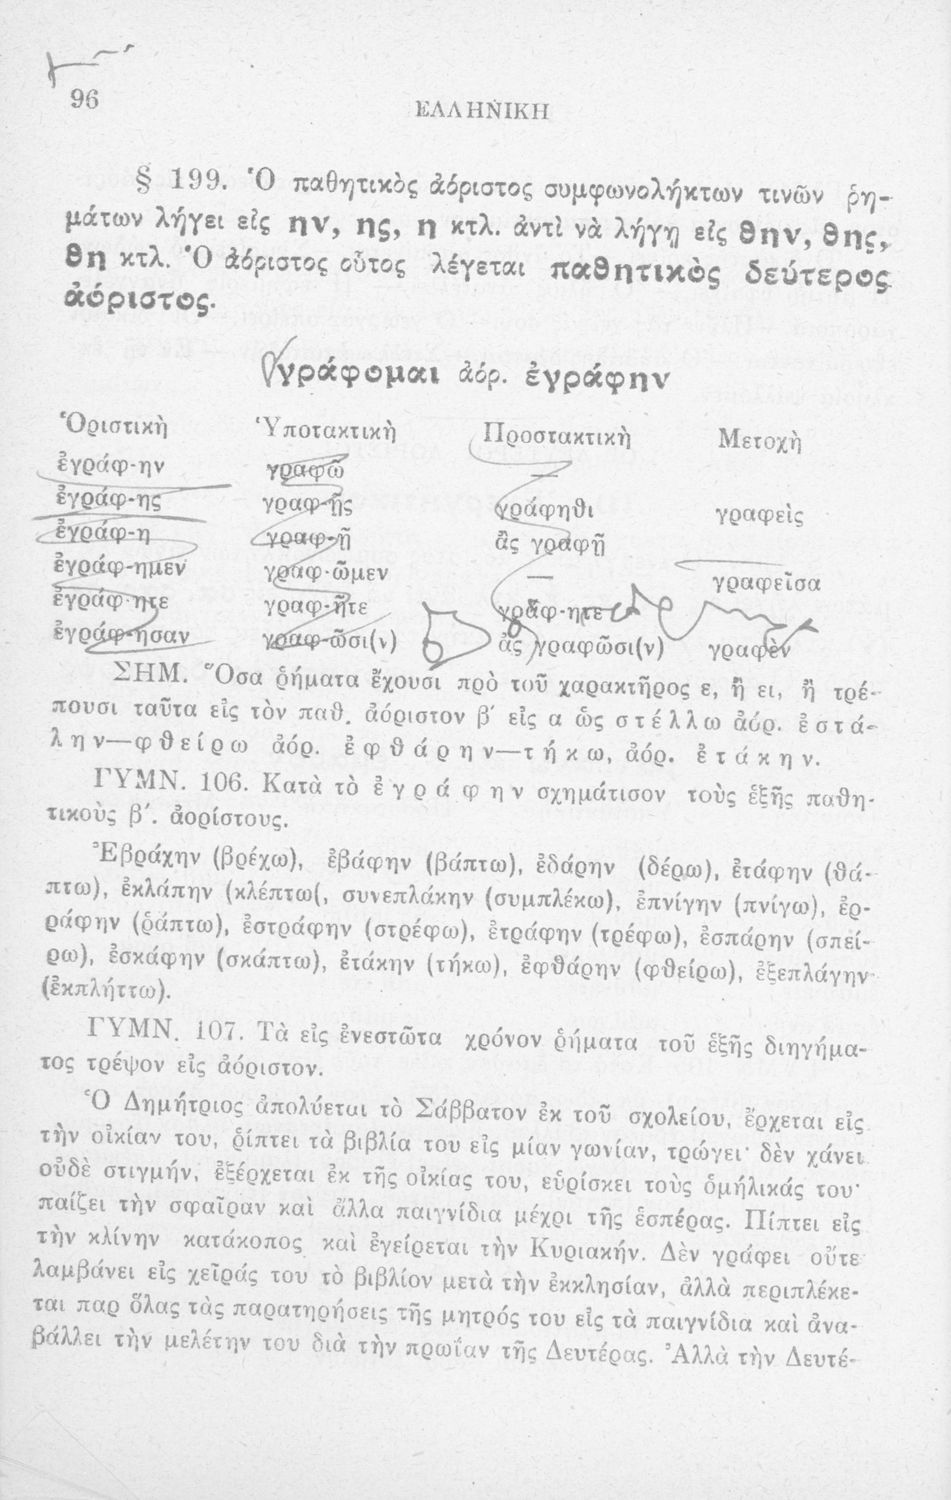 96
ΕΛΛΗΝΙΚΗ
§ 199. Ὁ παθητικὸς ἀόριστος συμφωνολήκτων τινῶν ῥη-
μάτων λήγει εἰς ην, ης, η κτλ. ἀντὶ νὰ λήγῃ εἰς θην, θης,
θη κτλ. Ὁ ἀόριστος οὗτος λέγεται παθητικὸς δεύτερος
ἀόριστος.
γράφομαι ἀόρ. ἐγράφην
Ὁριστικὴ Ὑποτακτικὴ Προστακτικὴ Μετοχὴ
ἐγράφ-ην γραφῶ —
ἐγράφ-ης γραφ-ῇς γράφηθι γραφεὶς
ἐγράφ-η γραφ-ῇ ἂς γραφῇ
ἐγράφ-ημεν γραφ-ῶμεν — γραφεῖσα
ἐγράφ-ητε γραφ-ῆτε γράφ-ητε
ἐγράφ-ησαν γραφ-ῶσι(ν) ἂς γραφῶσι(ν) γραφὲν
ΣΗΜ. Ὅσα ῥήματα ἔχουσι πρὸ τοῦ χαρακτῆρος ε, ἢ ει, ἢ τρέ-
πουσι ταῦτα εἰς τὸν παθ. ἀόριστον β΄ εἰς α ὡς στέλλω ἀόρ. ἐστά-
λην—φθείρω ἀόρ. ἐφθάρην—τήκω, ἀόρ. ἐτάκην.
ΓΥΜΝ. 106. Κατὰ τὸ ἐγράφην σχημάτισον τοὺς ἑξῆς παθη-
τικοὺς β΄. ἀορίστους.
Ἐβράχην (βρέχω), ἐβάφην (βάπτω), ἐδάρην (δέρω), ἐτάφην (θά-
πτω), ἐκλάπην (κλέπτω(, συνεπλάκην (συμπλέκω), ἐπνίγην (πνίγω), ἐρ-
ράφην (ῥάπτω), ἐστράφην (στρέφω), ἐτράφην (τρέφω), ἐσπάρην (σπεί-
ρω), ἐσκάφην (σκάπτω), ἐτάκην (τήκω), ἐφθάρην (φθείρω), ἐξεπλάγην
(ἐκπλήττω).
ΓΥΜΝ. 107. Τὰ εἰς ἐνεστῶτα χρόνον ῥήματα τοῦ ἑξῆς διηγήμα-
τος τρέψον εἰς ἀόριστον.
Ὁ Δημήτριος ἀπολύεται τὸ Σάββατον ἐκ τοῦ σχολείου, ἔρχεται εἰς
τὴν οἰκίαν του, ῥίπτει τὰ βιβλία του εἰς μίαν γωνίαν, τρώγει· δὲν χάνει
οὐδὲ στιγμήν, ἐξέρχεται ἐκ τῆς οἰκίας του, εὑρίσκει τοὺς ὁμήλικάς του·
παίζει τὴν σφαῖραν καὶ ἄλλα παιγνίδια μέχρι τῆς ἑσπέρας. Πίπτει εἰς
τὴν κλίνην κατάκοπος καὶ ἐγείρεται τὴν Κυριακήν. Δὲν γράφει οὔτε
λαμβάνει εἰς χεῖράς του τὸ βιβλίον μετὰ τὴν ἐκκλησίαν, ἀλλὰ περιπλέκε-
ται παρ ὅλας τὰς παρατηρήσεις τῆς μητρός του εἰς τὰ παιγνίδια καὶ ἀνα-
βάλλει τὴν μελέτην του διὰ τὴν πρωΐαν τῆς Δευτέρας. Ἀλλὰ τὴν Δευτέ-